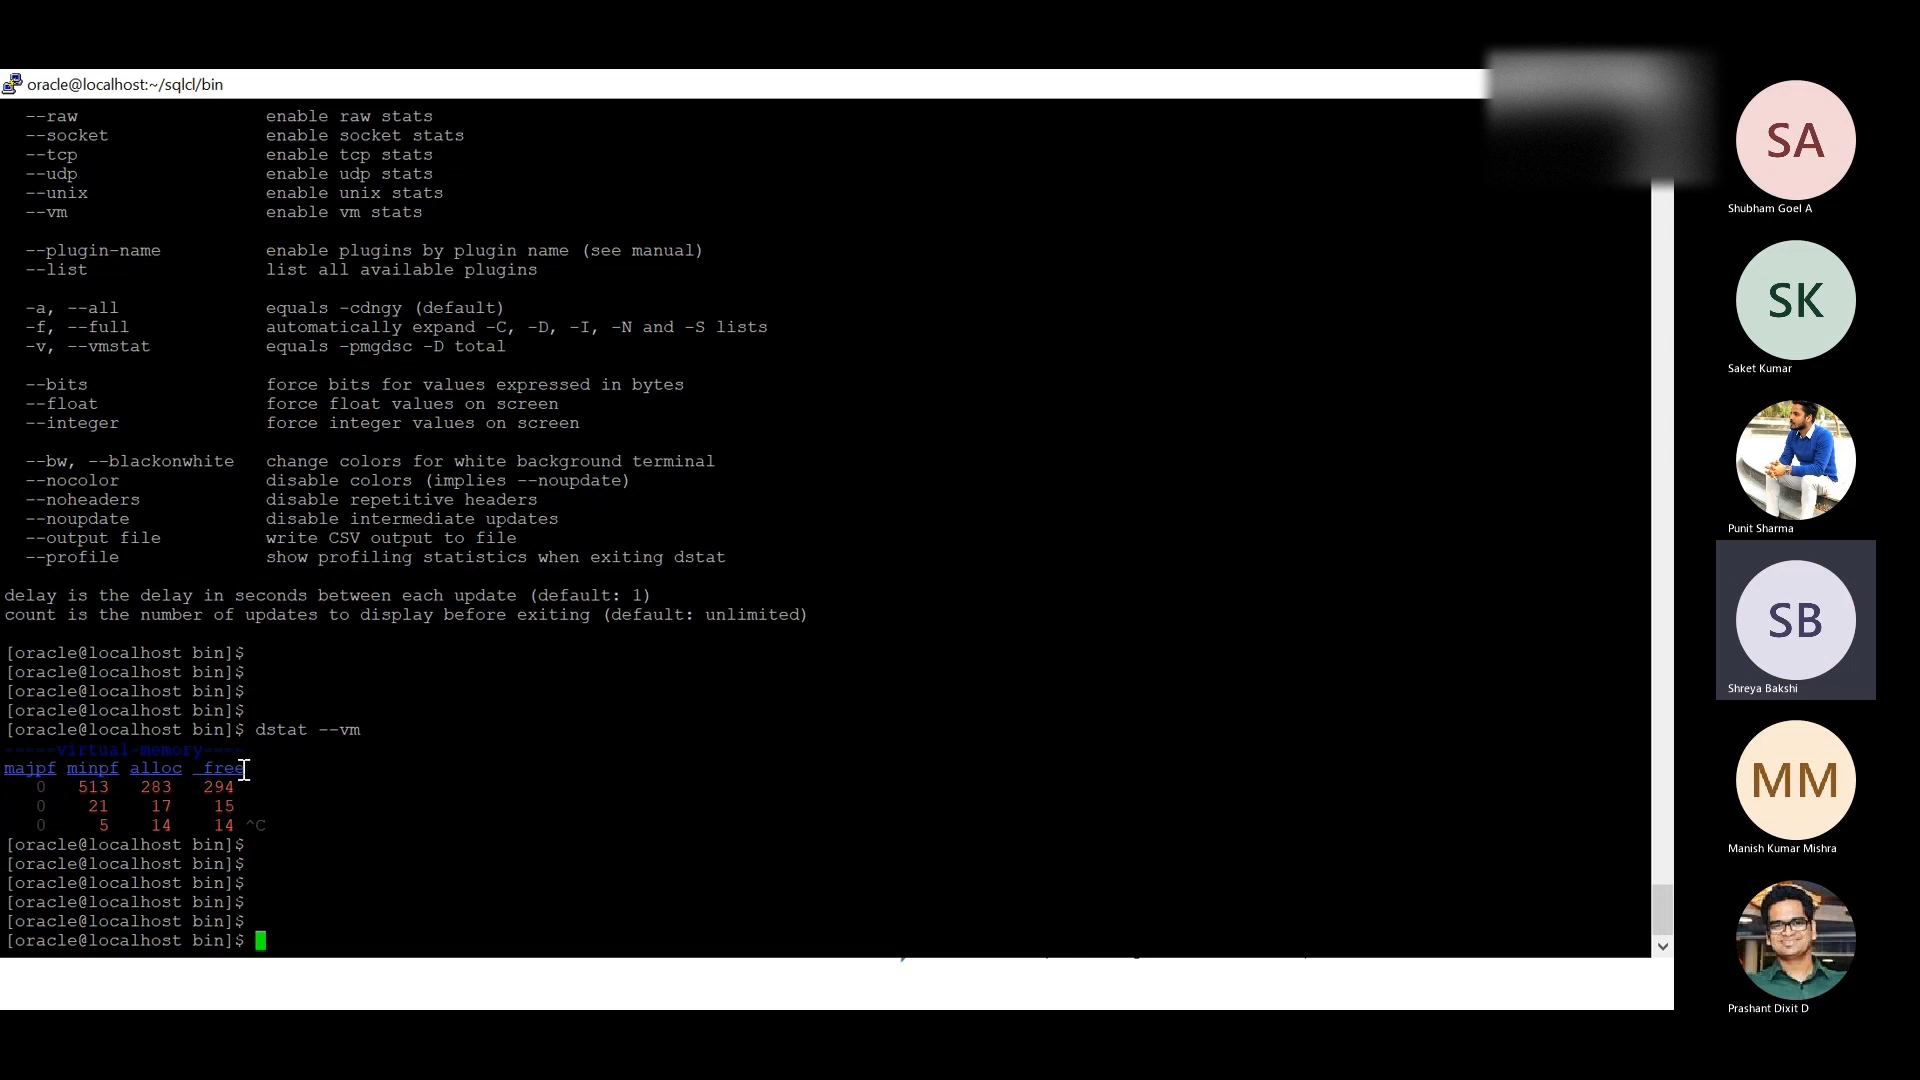 oracle@localhost:~/sqlcl/bin
--raw enable raw stats
--socket enable socket stats
--tcp enable tcp stats
--udp enable udp stats
--unix enable unix stats
--vm enable vm stats
--plugin-name enable plugins by plugin name (see manual)
--list list all available plugins
-a, --all equals -cdngy (default)
-f, --full automatically expand -C, -D, -I, -N and -S lists
-v, --vmstat equals -pmgdsc -D total
--bits force bits for values expressed in bytes
--float force float values on screen
--integer force integer values on screen
--bw, --blackonwhite change colors for white background terminal
--nocolor disable colors (implies --noupdate)
--noheaders disable repetitive headers
--noupdate disable intermediate updates
--output file write CSV output to file
--profile show profiling statistics when exiting dstat
delay is the delay in seconds between each update (default: 1)
count is the number of updates to display before exiting (default: unlimited)
[oracle@localhost bin]$
[oracle@localhost bin]$
[oracle@localhost bin]$
[oracle@localhost bin]$
[oracle@localhost bin]$ dstat --vm
-----virtual-memory----
majpf minpf alloc free
0 513 283 294
0 21 17 15
0 5 14 14 ^C
[oracle@localhost bin]$
[oracle@localhost bin]$
[oracle@localhost bin]$
[oracle@localhost bin]$
[oracle@localhost bin]$
[oracle@localhost bin]$
SA
Shubham Goel A
SK
Saket Kumar
Punit Sharma
SB
Shreya Bakshi
MM
Manish Kumar Mishra
Prashant Dixit D